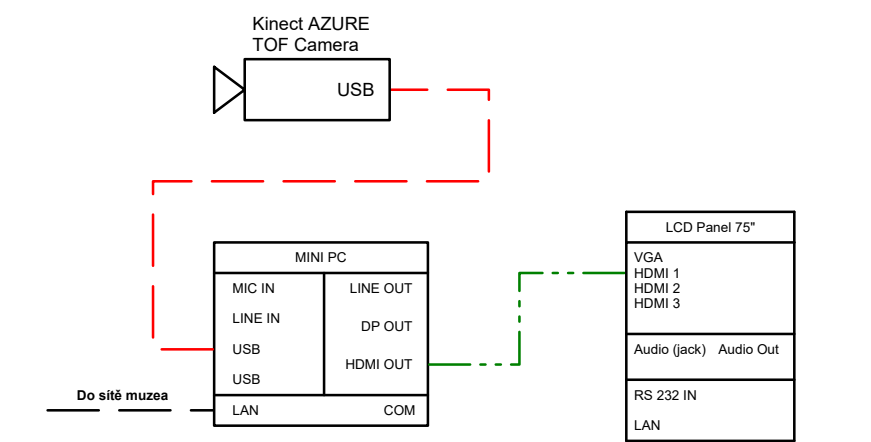 Kinect AZURE
TOF Camera
USB
LCD Panel 75"
VGA
HDMI 1
HDMI 2
HDMI 3
Audio (jack) Audio Out
RS 232 IN
LAN
MINI PC
MIC IN LINE OUT
LINE IN DP OUT
USB HDMI OUT
USB
LAN COM
Do sítě muzea